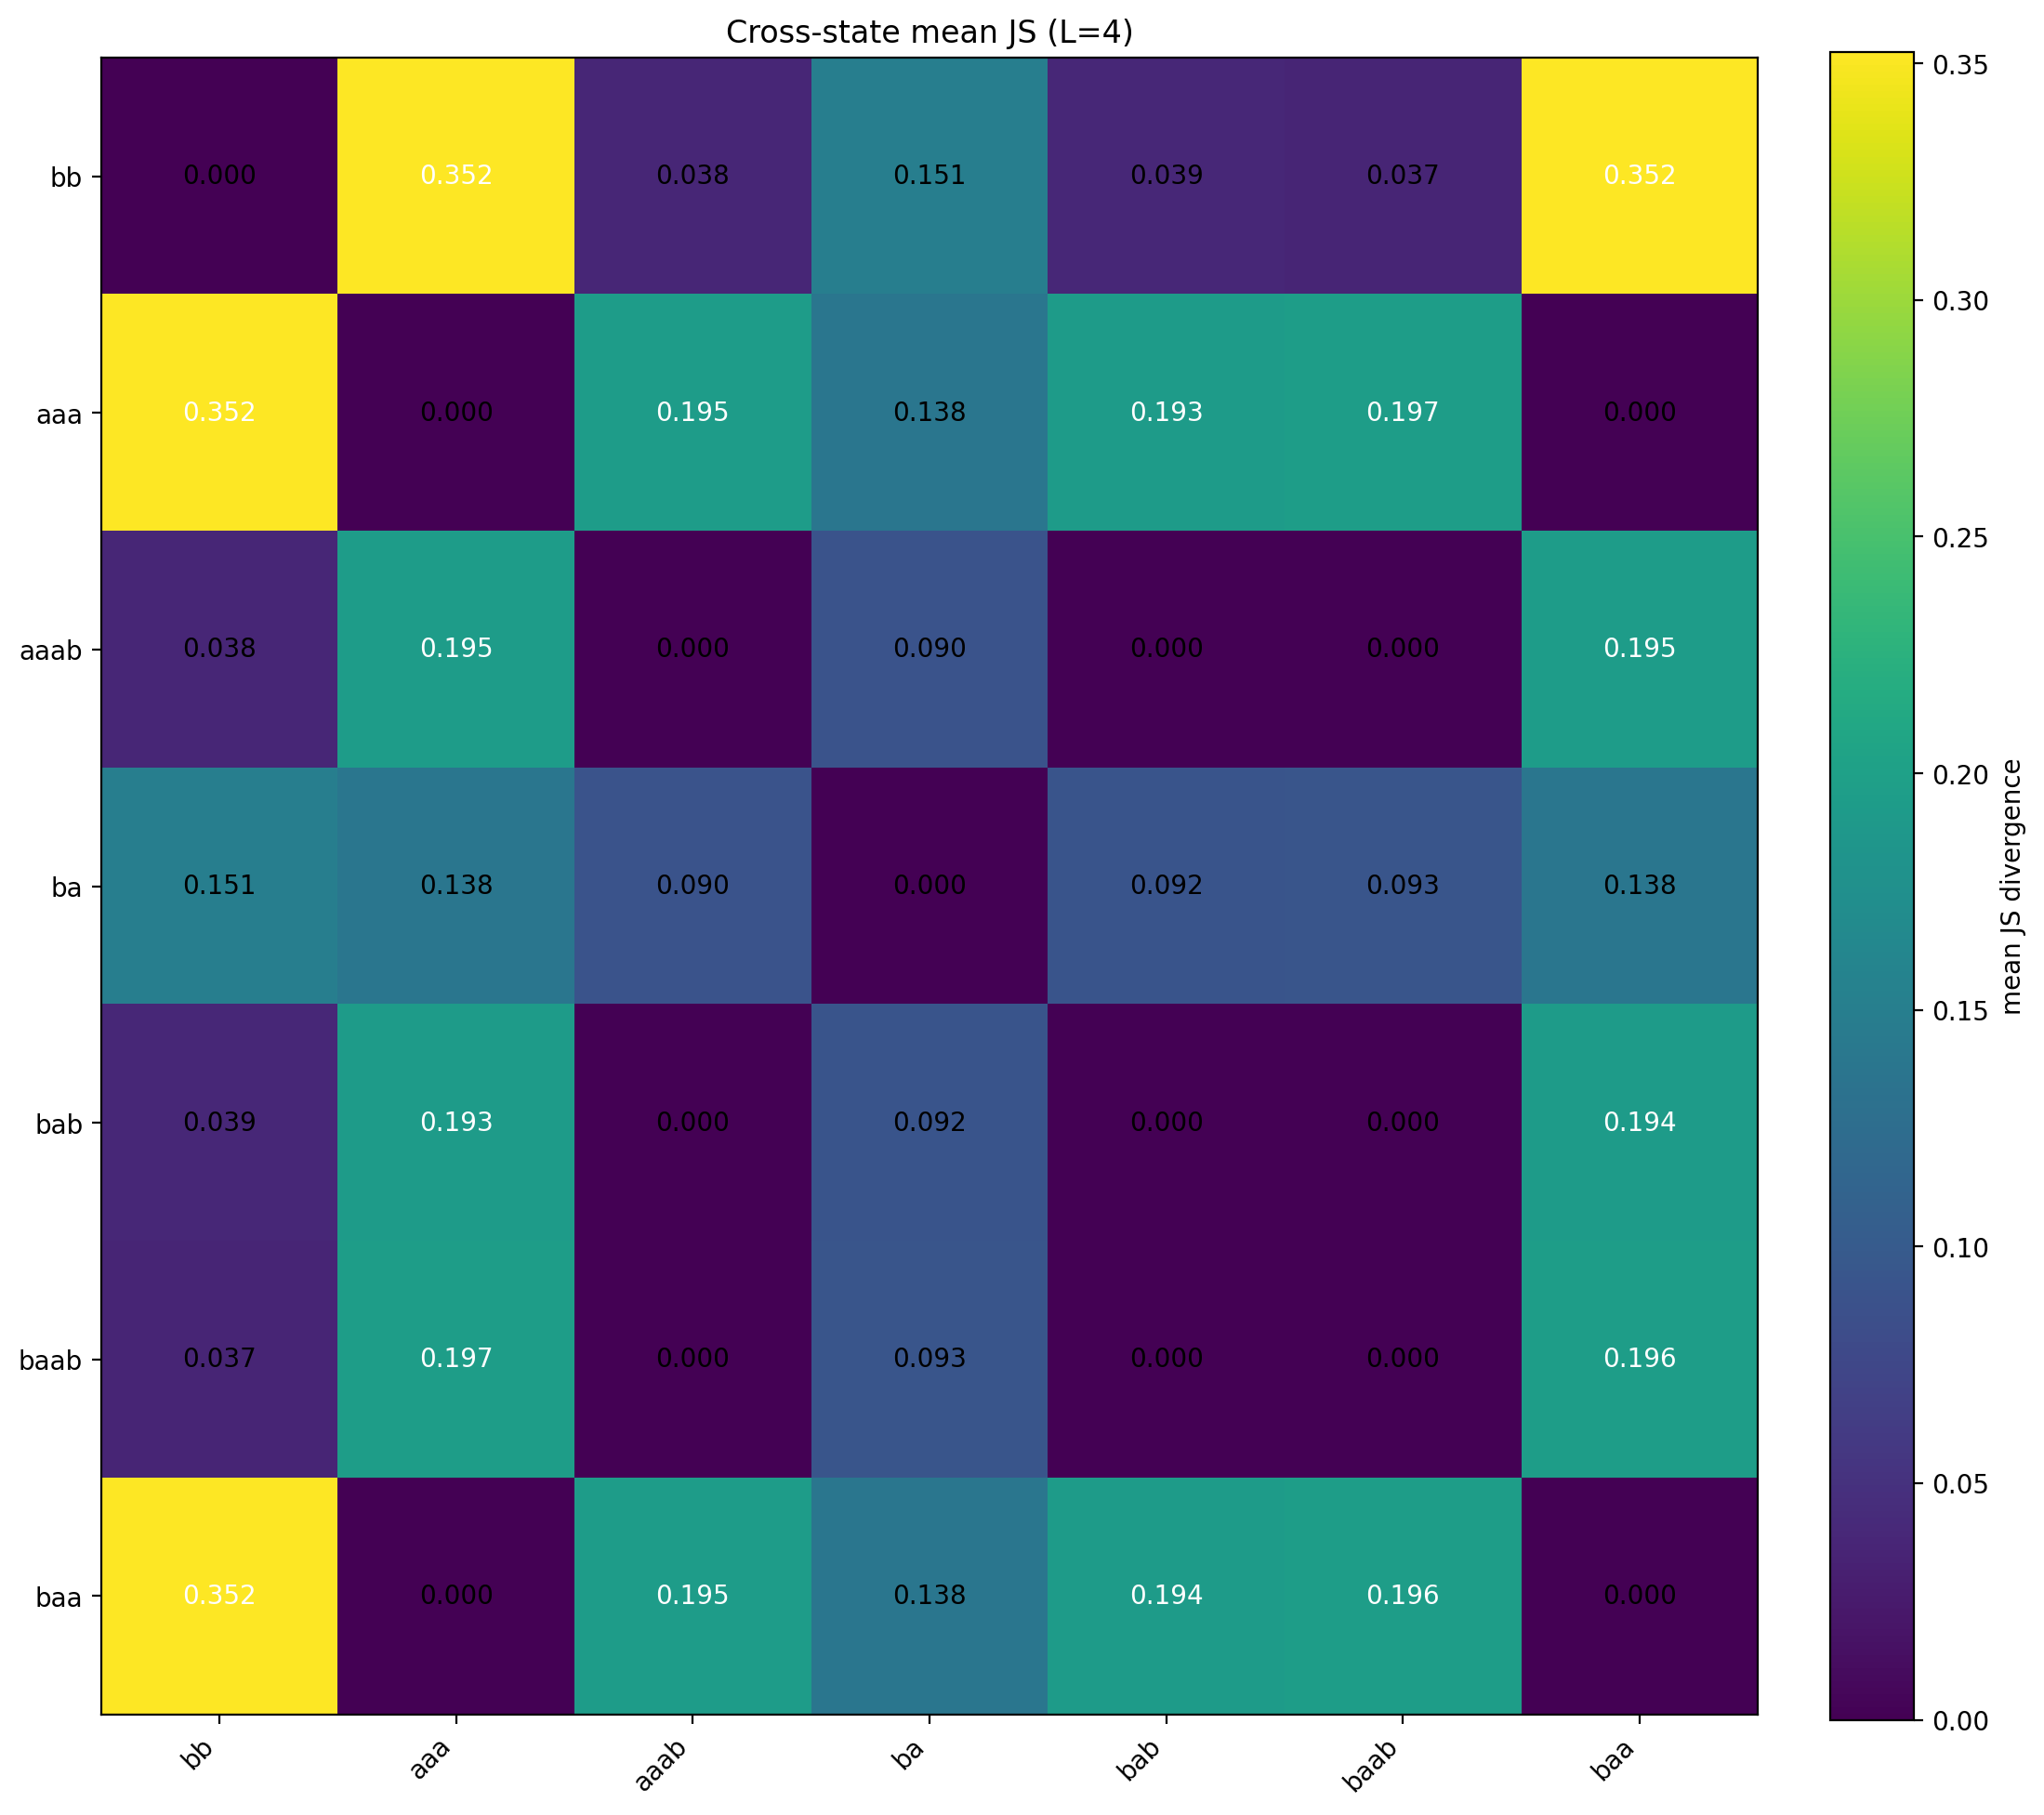 Cross-state mean JS (L=4)
bb 0.000 0.352 0.038 0.151 0.039 0.037 0.352
aaa 0.352 0.000 0.195 0.138 0.193 0.197 0.000
aaab 0.038 0.195 0.000 0.090 0.000 0.000 0.195
ba 0.151 0.138 0.090 0.000 0.092 0.093 0.138
bab 0.039 0.193 0.000 0.092 0.000 0.000 0.194
baab 0.037 0.197 0.000 0.093 0.000 0.000 0.196
baa 0.352 0.000 0.195 0.138 0.194 0.196 0.000
bb aaa aaab ba bab baab baa
0.35
0.30
0.25
0.20
0.15
0.10
0.05
0.00
mean JS divergence